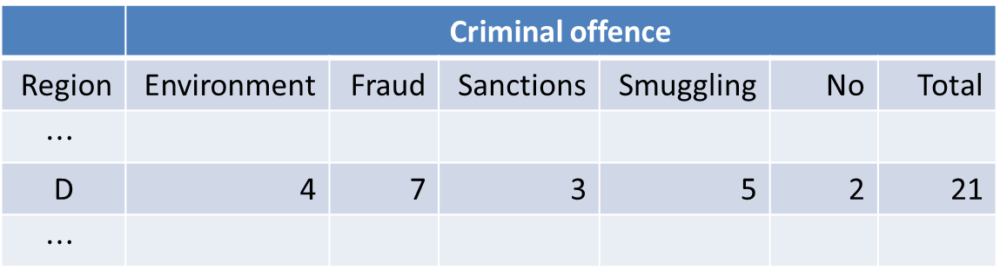 Criminal offence
Region Environment Fraud Sanctions Smuggling No Total
...
D 4 7 3 5 2 21
...